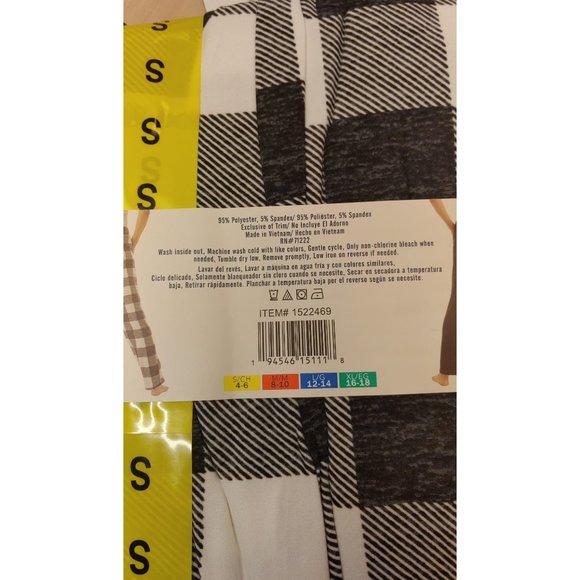 S
S
S
S
95% Polyester, 5% Spandex/ 95% Poliéster, 5% Spandex
Exclusive of Trim/ No Incluye El Adorno
Made in Vietnam/ Hecho en Vietnam
RN#71222
Wash inside out, Machine wash cold with like colors, Gentle cycle, Only non-chlorine bleach when
needed, Tumble dry low, Remove promptly, Low iron on reverse if needed.
Lavar del revés, Lavar a máquina en agua fría y con colores similares,
Ciclo delicado, Solamente blanqueador sin cloro cuando se necesite, Secar en secadora a temperatura
baja, Retirar rápidamente. Planchar a temperatura baja por el reverso según se necesite.
ITEM# 1522469
1 94546 15111 8
S/CH M/M L/G XL/EG
4-6 8-10 12-14 16-18
S
S